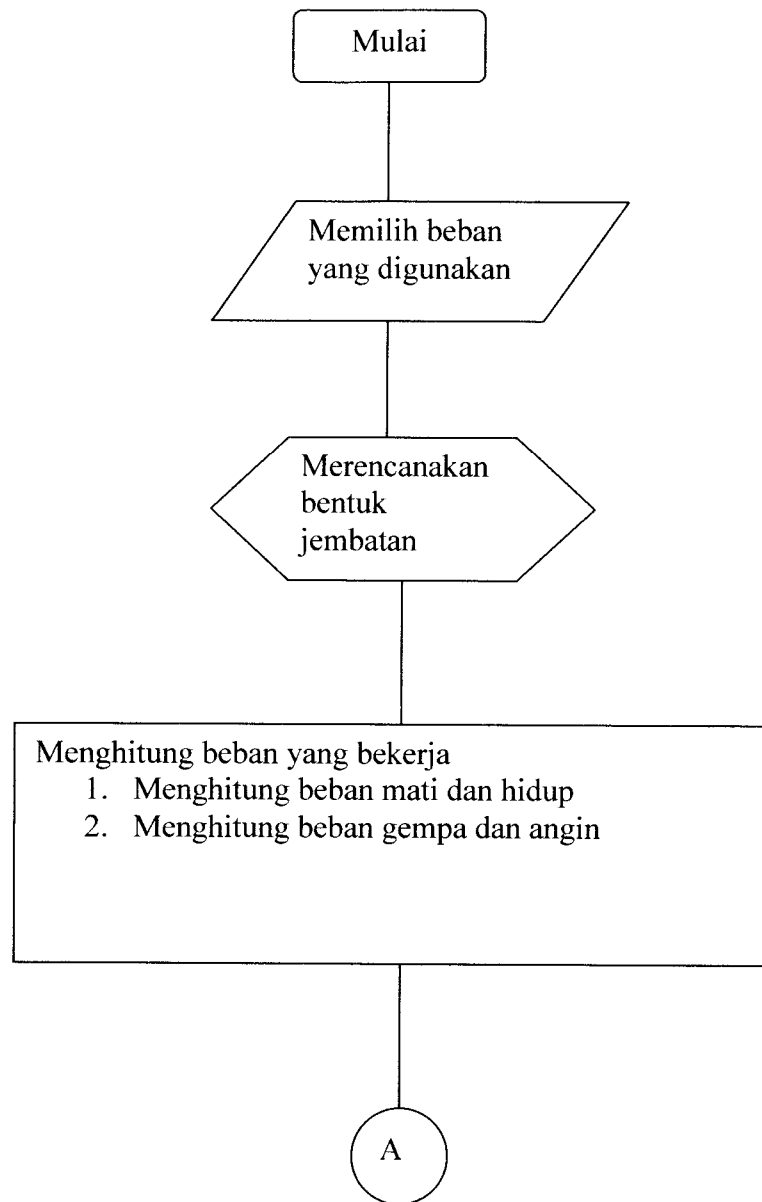 Mulai
Memilih beban
yang digunakan
Merencanakan
bentuk
jembatan
Menghitung beban yang bekerja
1. Menghitung beban mati dan hidup
2. Menghitung beban gempa dan angin
A